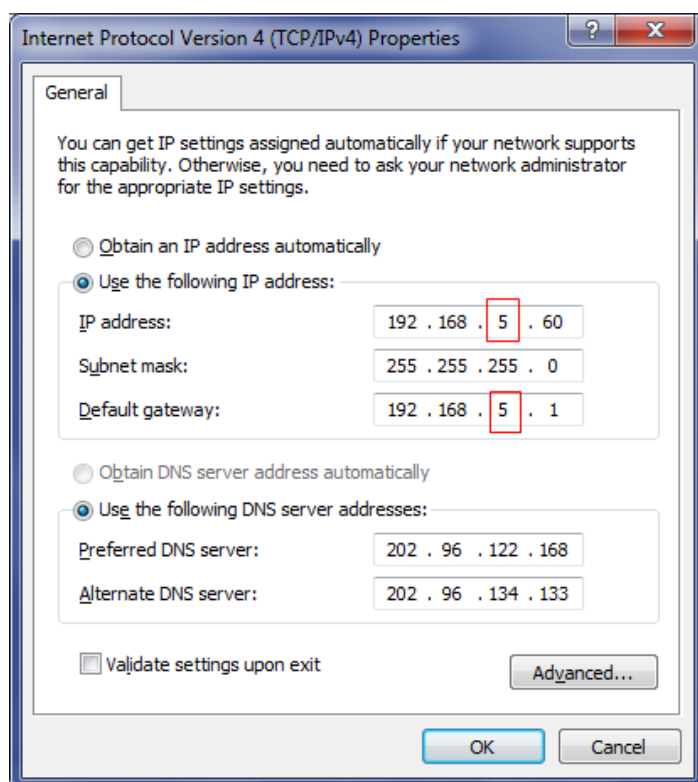 Internet Protocol Version 4 (TCP/IPv4) Properties
General
You can get IP settings assigned automatically if your network supports
this capability. Otherwise, you need to ask your network administrator
for the appropriate IP settings.
Obtain an IP address automatically
Use the following IP address:
IP address: 192 . 168 . 5 . 60
Subnet mask: 255 . 255 . 255 . 0
Default gateway: 192 . 168 . 5 . 1
Obtain DNS server address automatically
Use the following DNS server addresses:
Preferred DNS server: 202 . 96 . 122 . 168
Alternate DNS server: 202 . 96 . 134 . 133
Validate settings upon exit
Advanced...
OK Cancel